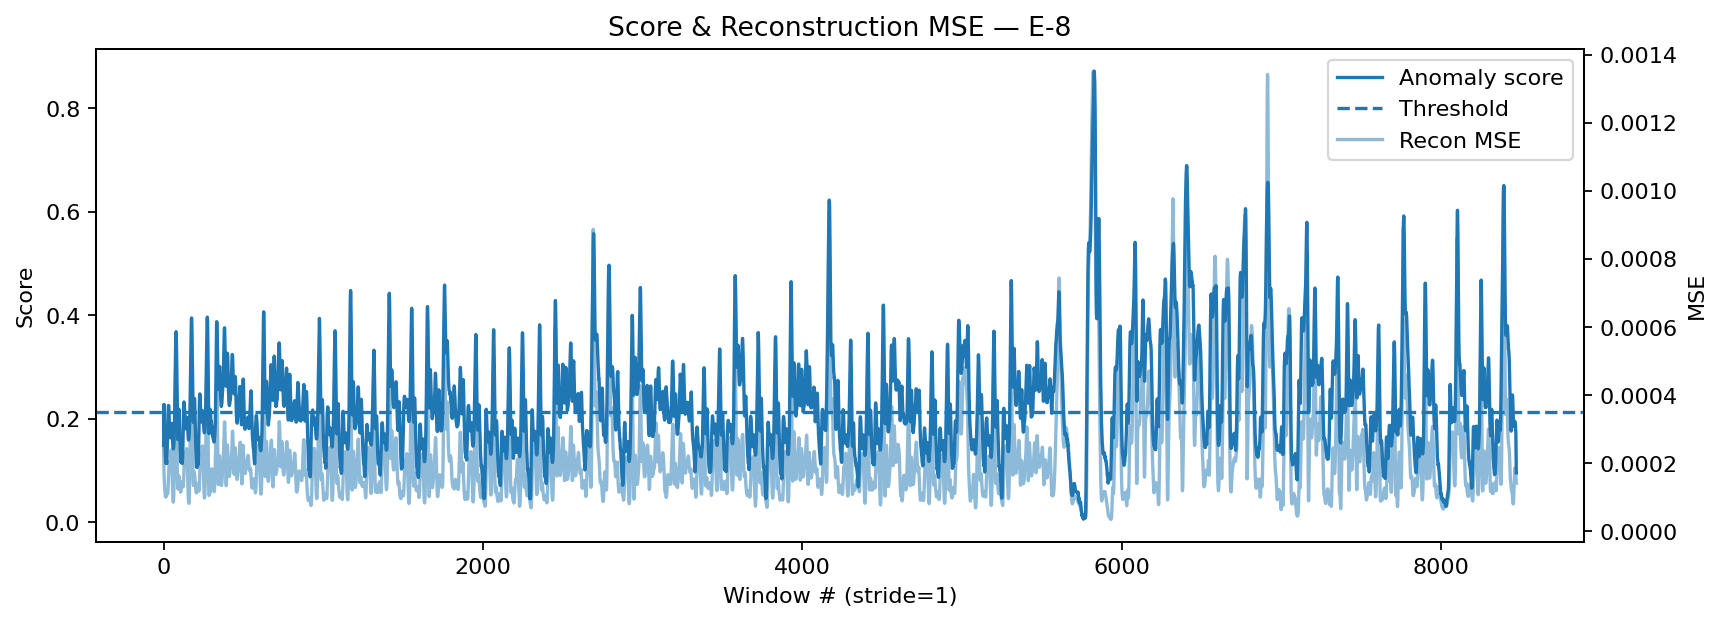 Score & Reconstruction MSE — E-8
Anomaly score
Threshold
Recon MSE
Score
0.8
0.6
0.4
0.2
0.0
0.0014
0.0012
0.0010
0.0008
0.0006
0.0004
0.0002
0.0000
MSE
0
2000
4000
6000
8000
Window # (stride=1)